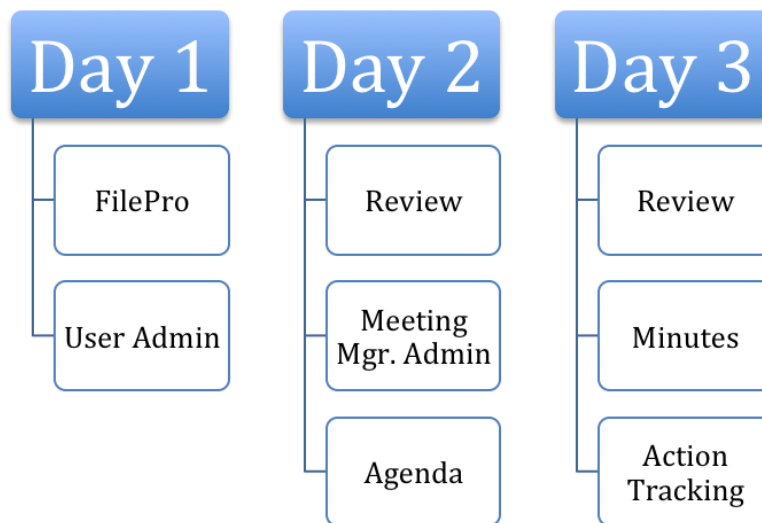 Day 1
FilePro
User Admin
Day 2
Review
Meeting
Mgr. Admin
Agenda
Day 3
Review
Minutes
Action
Tracking